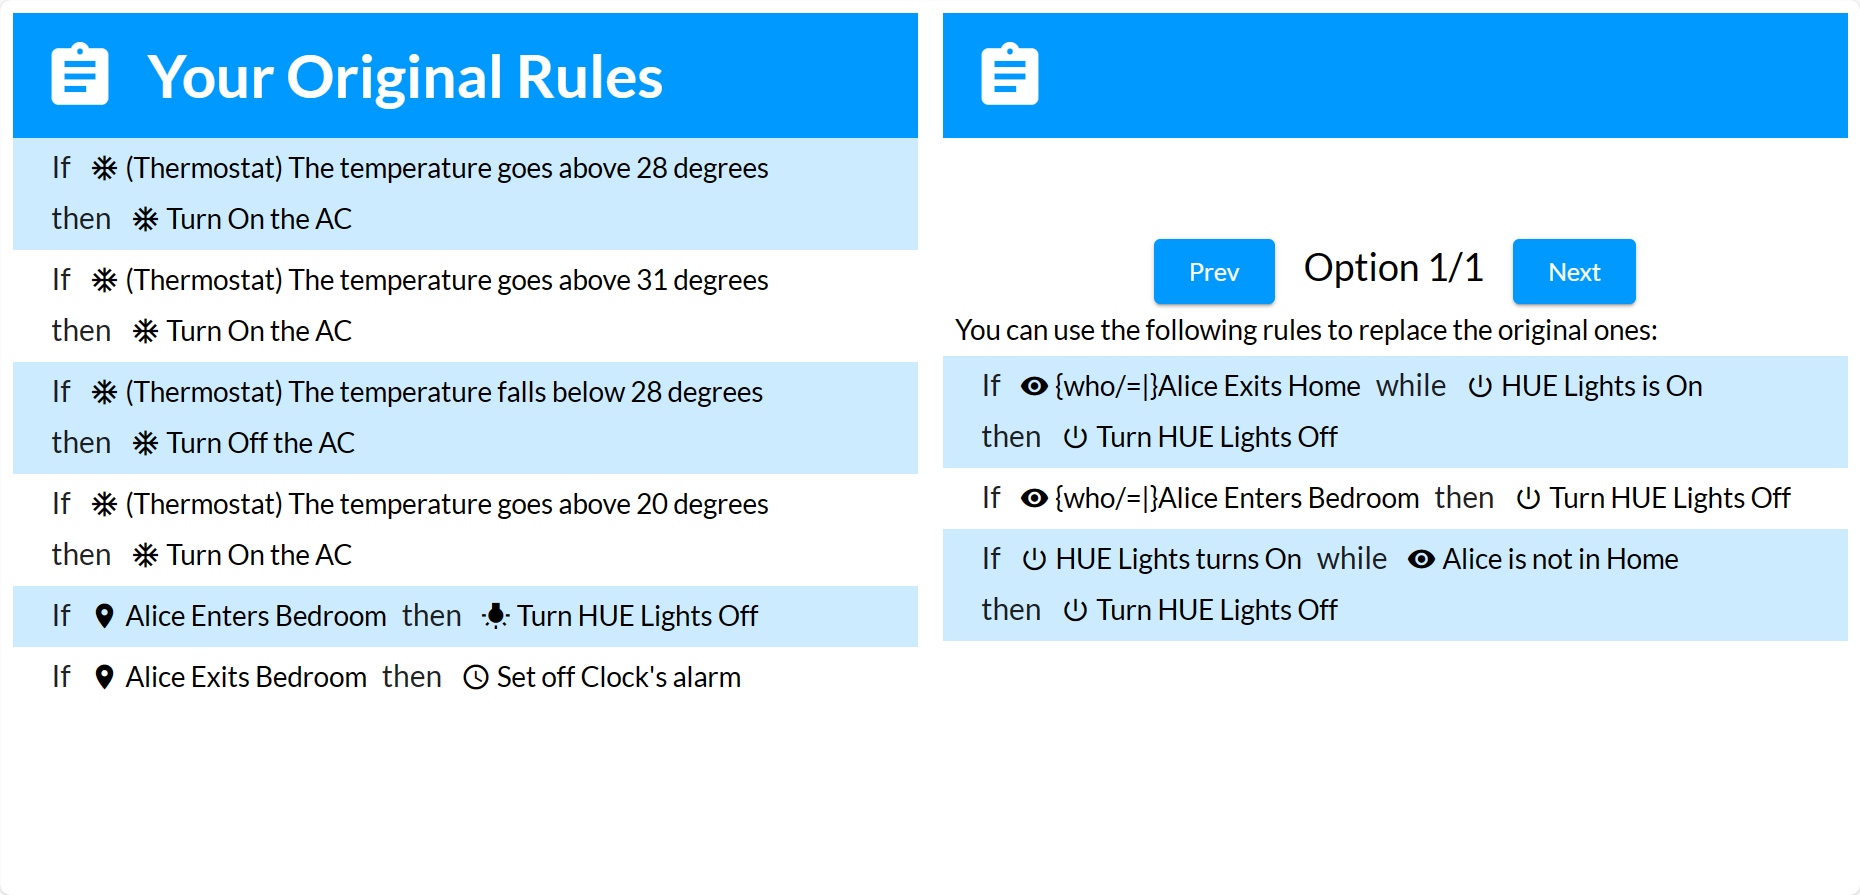 Your Original Rules
If (Thermostat) The temperature goes above 28 degrees
then Turn On the AC
If (Thermostat) The temperature goes above 31 degrees
then Turn On the AC
If (Thermostat) The temperature falls below 28 degrees
then Turn Off the AC
If (Thermostat) The temperature goes above 20 degrees
then Turn On the AC
If Alice Enters Bedroom then Turn HUE Lights Off
If Alice Exits Bedroom then Set off Clock's alarm
Prev Option 1/1 Next
You can use the following rules to replace the original ones:
If {who/=|}Alice Exits Home while HUE Lights is On
then Turn HUE Lights Off
If {who/=|}Alice Enters Bedroom then Turn HUE Lights Off
If HUE Lights turns On while Alice is not in Home
then Turn HUE Lights Off